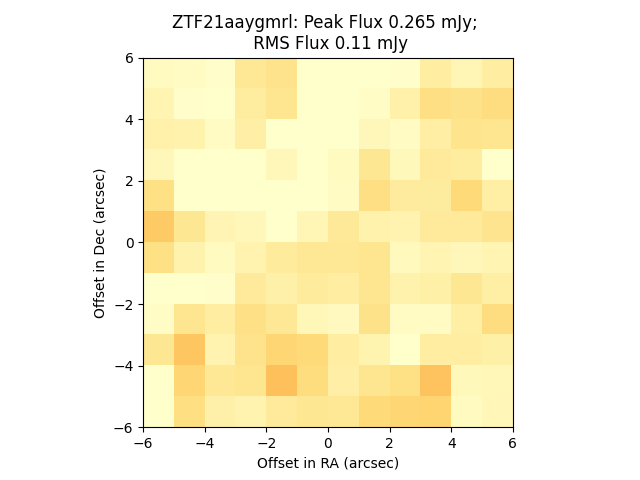 ZTF21aaygmrl: Peak Flux 0.265 mJy;
RMS Flux 0.11 mJy
6
4
2
0
−2
−4
−6
Offset in Dec (arcsec)
−6 −4 −2 0 2 4 6
Offset in RA (arcsec)